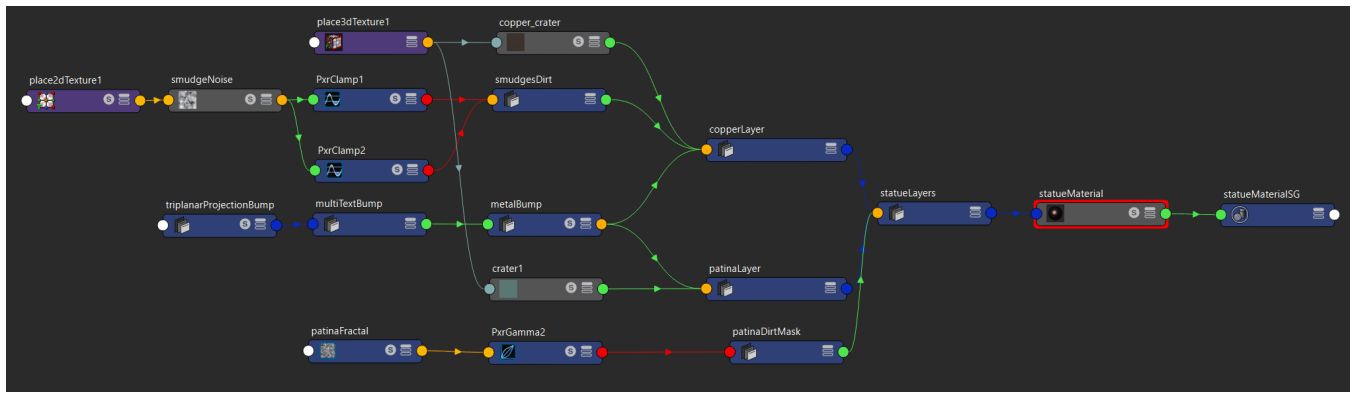 place3dTexture1
copper_crater
place2dTexture1
smudgeNoise
PxrClamp1
smudgesDirt
copperLayer
PxrClamp2
statueLayers
statueMaterial
statueMaterialSG
triplanarProjectionBump
multiTextBump
metalBump
crater1
patinaLayer
patinaFractal
PxrGamma2
patinaDirtMask